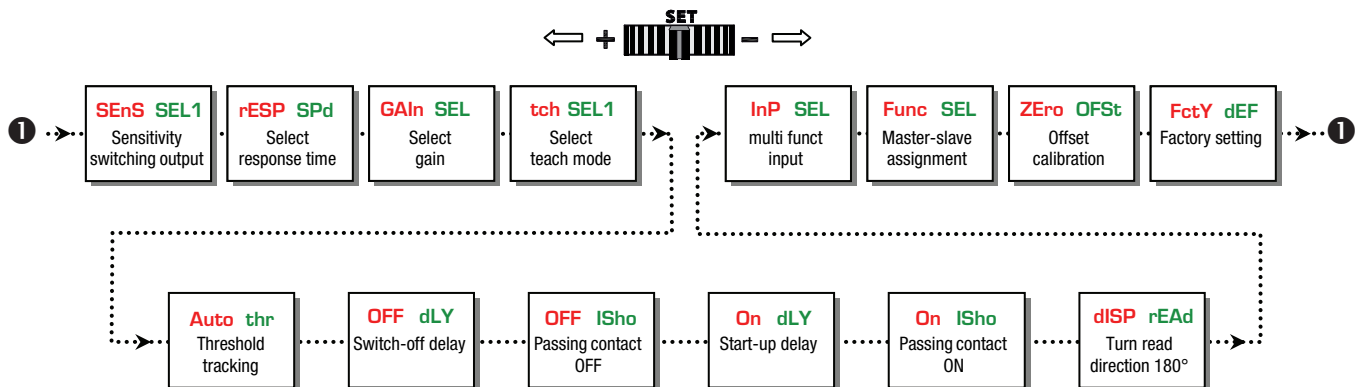 SET
+ -
❶
SEnS SEL1
Sensitivity
switching output
rESP SPd
Select
response time
GAIn SEL
Select
gain
tch SEL1
Select
teach mode
InP SEL
multi funct
input
Func SEL
Master-slave
assignment
ZEro OFSt
Offset
calibration
FctY dEF
Factory setting
❶
Auto thr
Threshold
tracking
OFF dLY
Switch-off delay
OFF ISho
Passing contact
OFF
On dLY
Start-up delay
On ISho
Passing contact
ON
dISP rEAd
Turn read
direction 180°